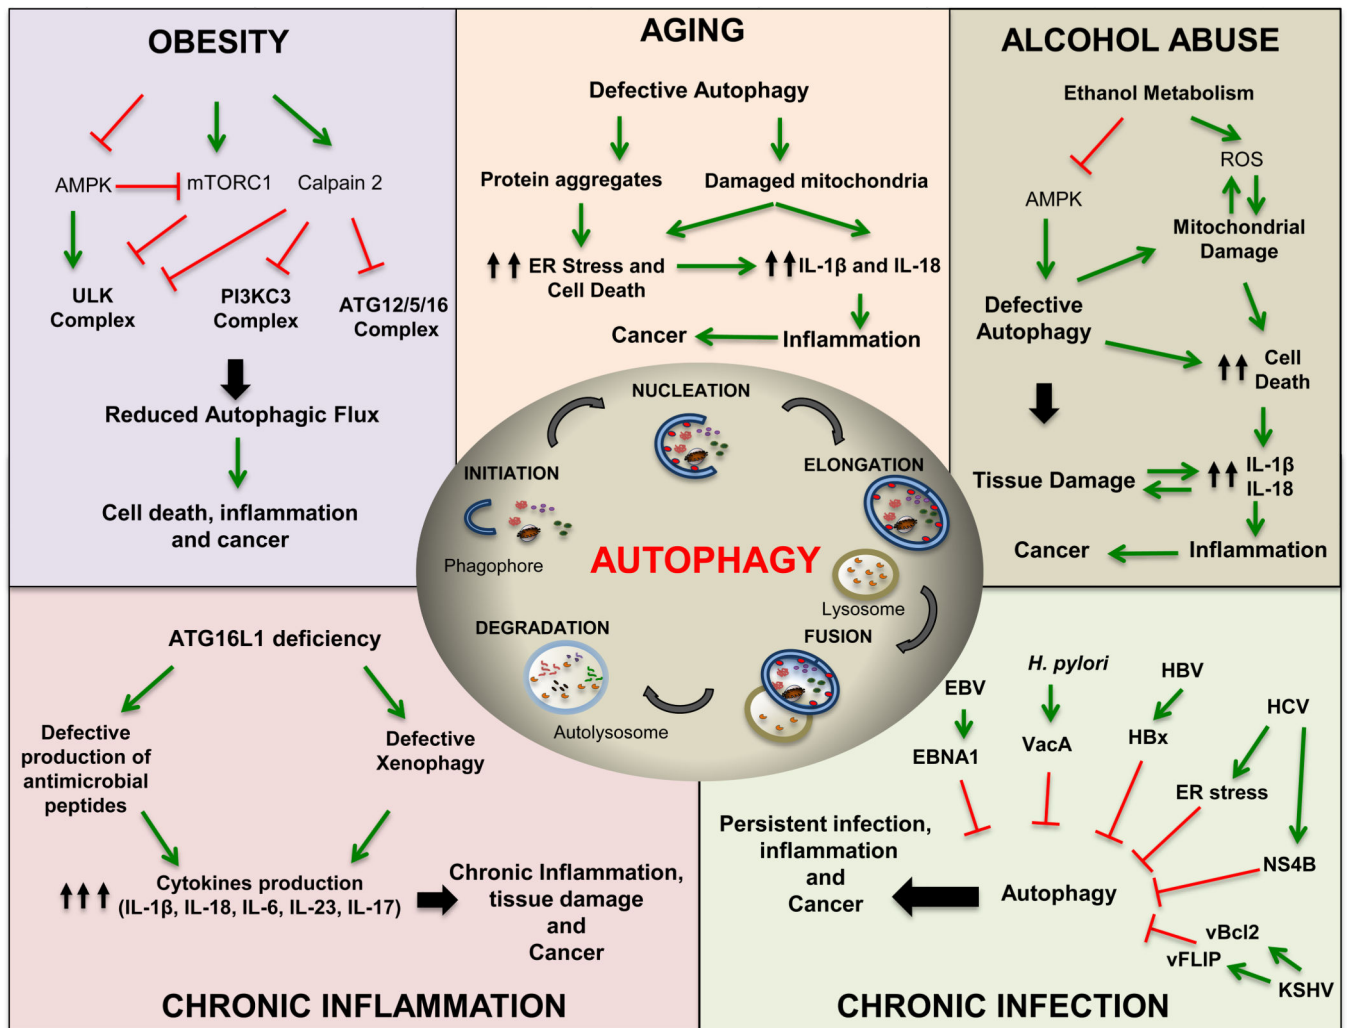 OBESITY
AMPK
mTORC1
Calpain 2
ULK
Complex
PI3KC3
Complex
ATG12/5/16
Complex
Reduced Autophagic Flux
Cell death, inflammation
and cancer
AGING
Defective Autophagy
Protein aggregates
Damaged mitochondria
ER Stress and
Cell Death
IL-1β and IL-18
Cancer
Inflammation
ALCOHOL ABUSE
Ethanol Metabolism
ROS
AMPK
Mitochondrial
Damage
Defective
Autophagy
Cell
Death
Tissue Damage
IL-1β
IL-18
Cancer
Inflammation
NUCLEATION
INITIATION
ELONGATION
Phagophore
AUTOPHAGY
Lysosome
DEGRADATION
FUSION
Autolysosome
ATG16L1 deficiency
Defective
production of
antimicrobial
peptides
Defective
Xenophagy
Cytokines production
(IL-1β, IL-18, IL-6, IL-23, IL-17)
Chronic Inflammation,
tissue damage
and
Cancer
CHRONIC INFLAMMATION
EBV
H. pylori
HBV
HCV
EBNA1
VacA
HBx
ER stress
NS4B
Persistent infection,
inflammation
and
Cancer
Autophagy
vBcl2
vFLIP
KSHV
CHRONIC INFECTION